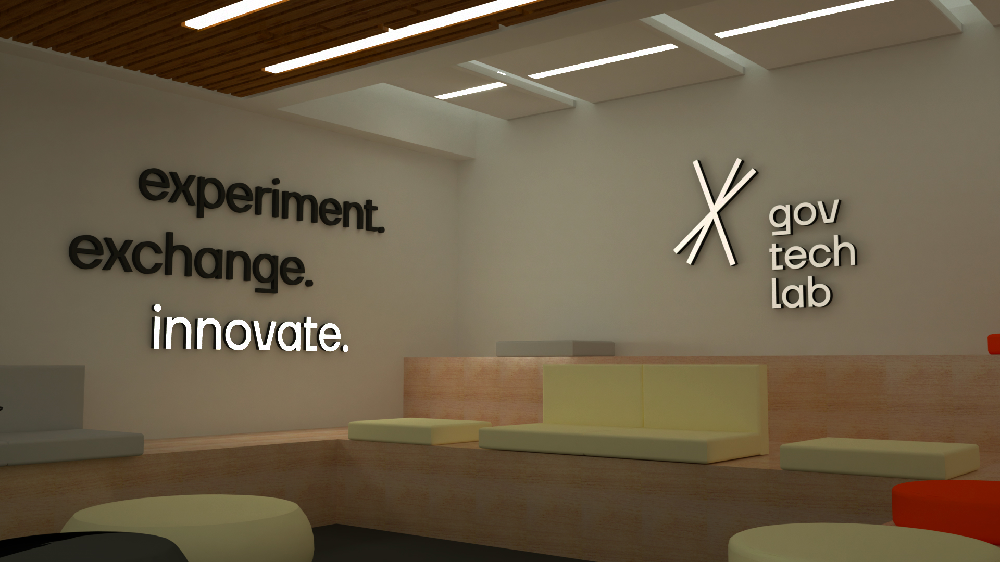 experiment.
exchange.
innovate.
gov
tech
lab